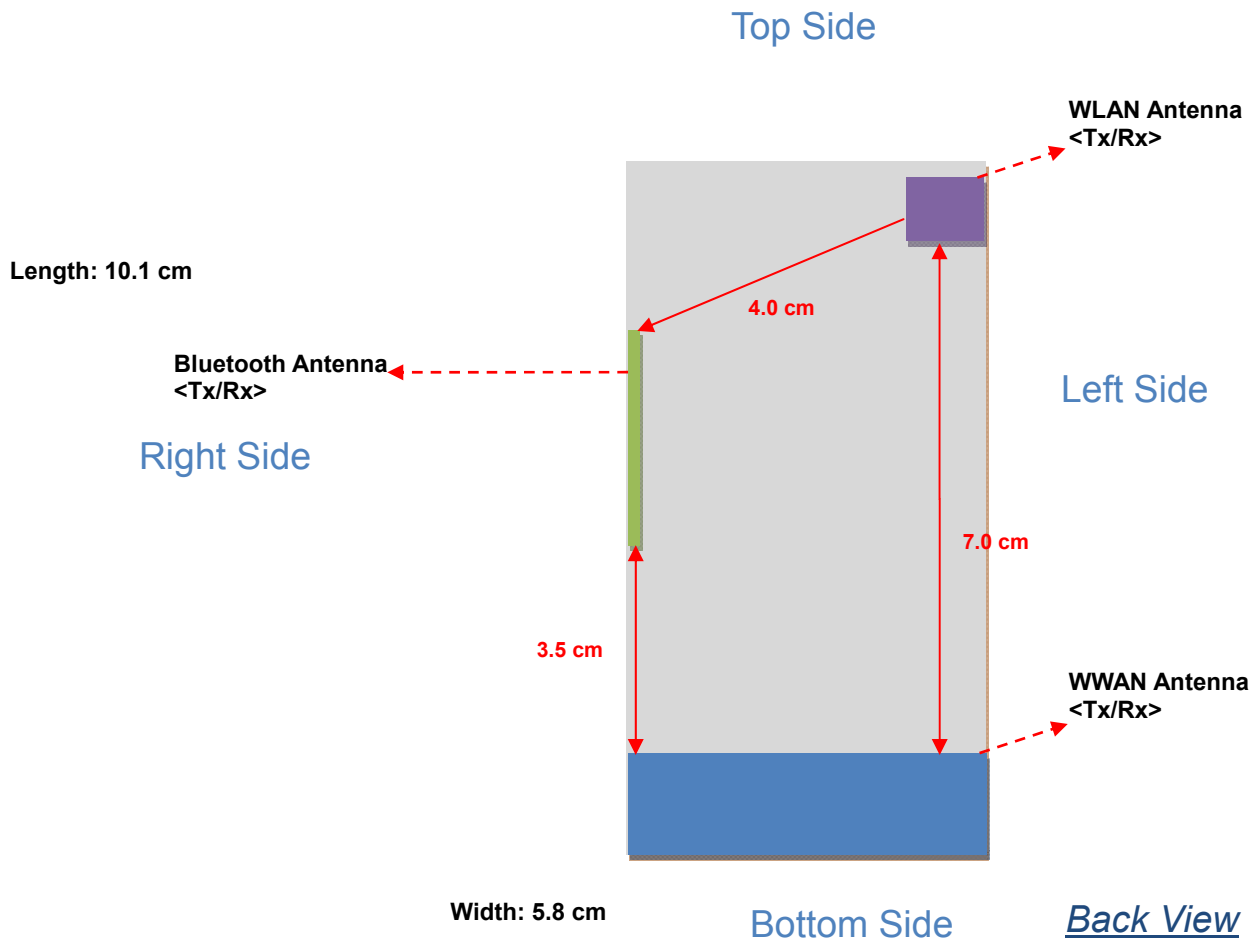 Top Side
WLAN Antenna
<Tx/Rx>
Length: 10.1 cm
4.0 cm
Bluetooth Antenna
<Tx/Rx>
Left Side
Right Side
7.0 cm
3.5 cm
WWAN Antenna
<Tx/Rx>
Width: 5.8 cm
Bottom Side
Back View